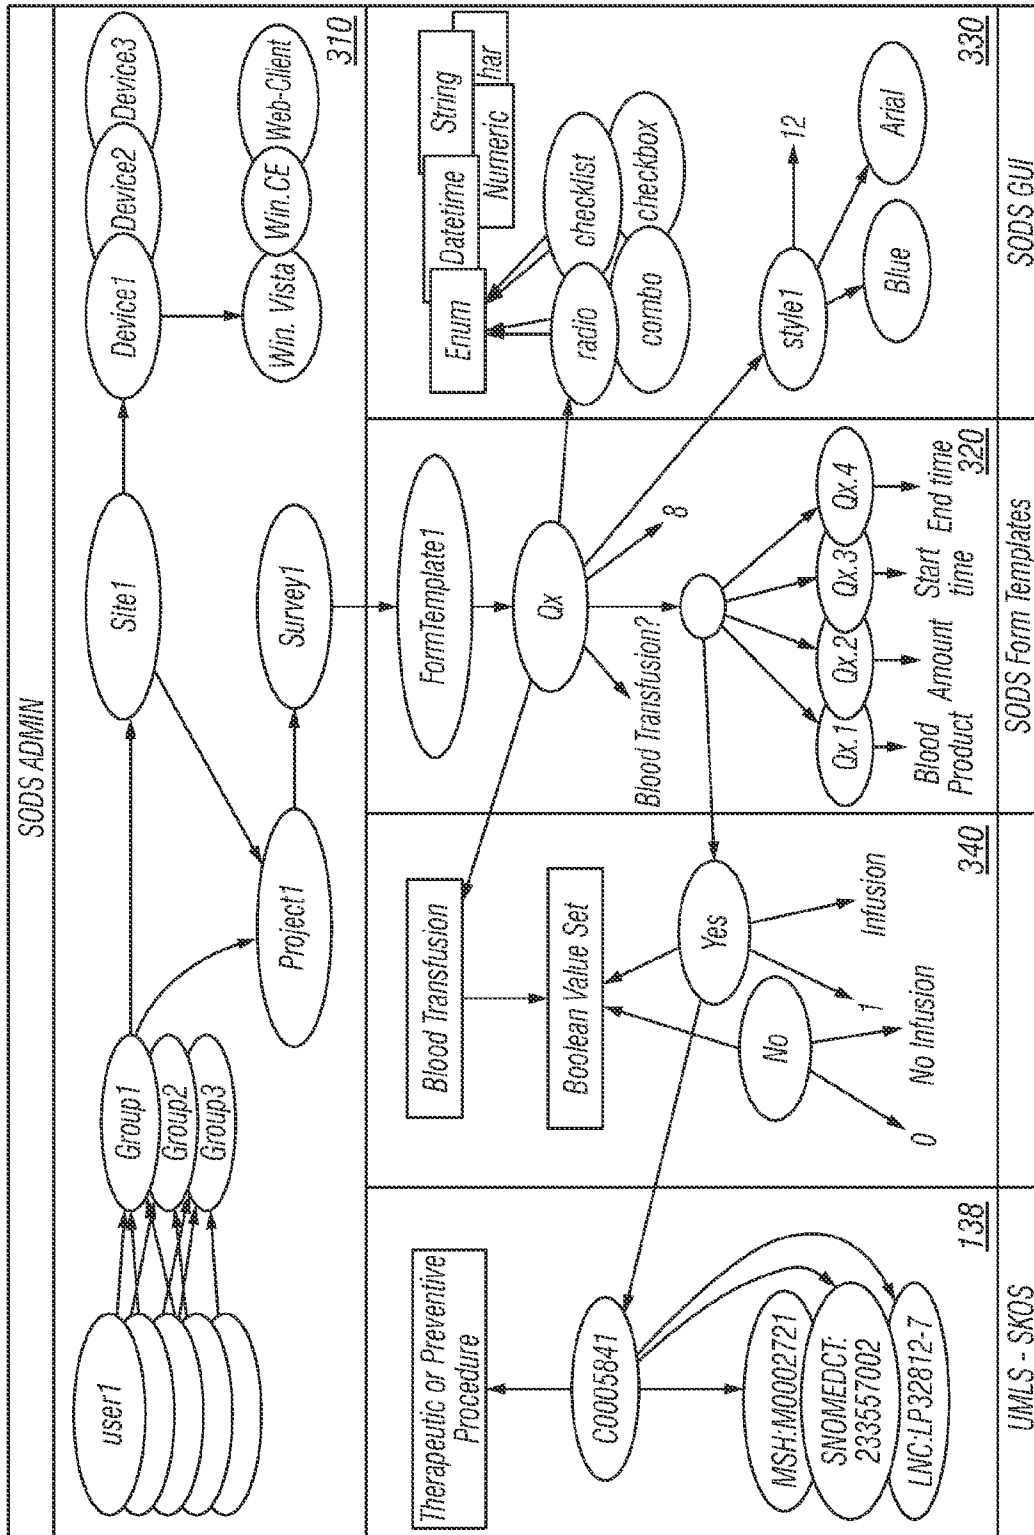 SODS ADMIN
user1
Group1
Group2
Group3
Site1
Project1
Survey1
Device1
Device2
Device3
Win. Vista
Win.CE
Web-Client
310
Therapeutic or Preventive
Procedure
C0005841
MSH:M0002721
SNOMEDCT:
233557002
LNC:LP32812-7
138
UMLS - SKOS
Blood Transfusion
Boolean Value Set
Yes
No
0
No Infusion
1
Infusion
340
FormTemplate1
Qx
Blood Transfusion?
8
Qx.1
Qx.2
Qx.3
Qx.4
Blood
Product
Amount
Start
time
End time
320
SODS Form Templates
Enum
Datetime
String
Numeric
har
radio
checklist
combo
checkbox
style1
12
Blue
Arial
330
SODS GUI